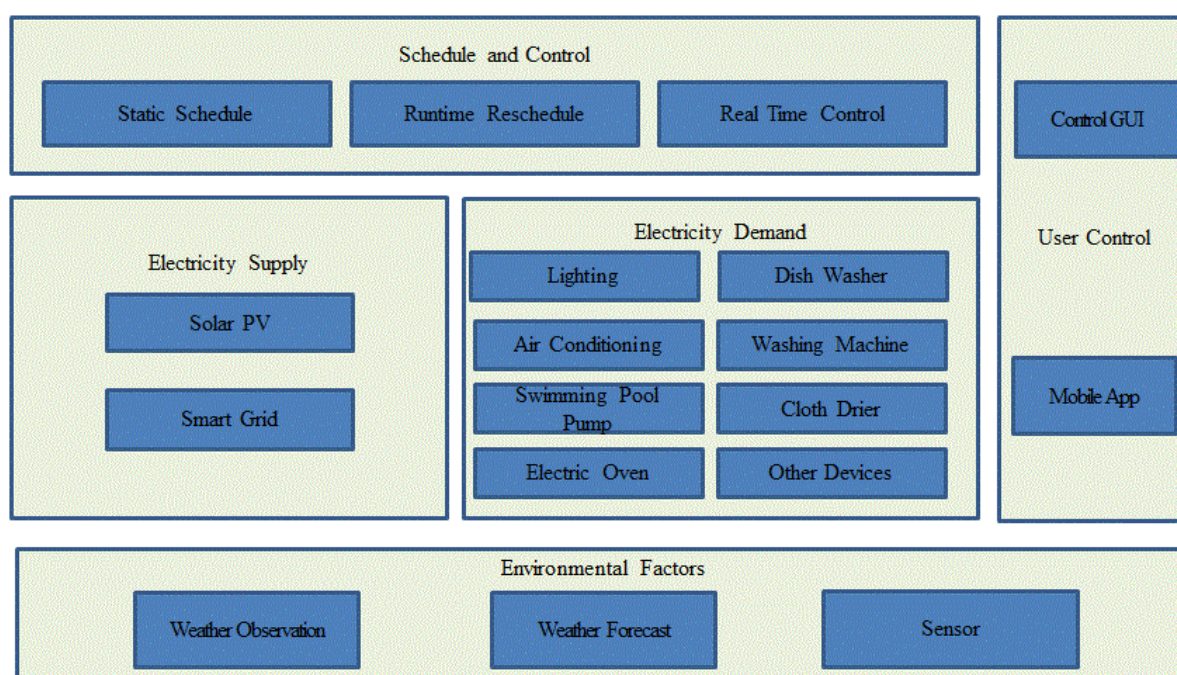 Schedule and Control
Static Schedule
Runtime Reschedule
Real Time Control
Control GUI
User Control
Mobile App
Electricity Supply
Solar PV
Smart Grid
Electricity Demand
Lighting
Dish Washer
Air Conditioning
Washing Machine
Swimming Pool
Pump
Cloth Drier
Electric Oven
Other Devices
Environmental Factors
Weather Observation
Weather Forecast
Sensor